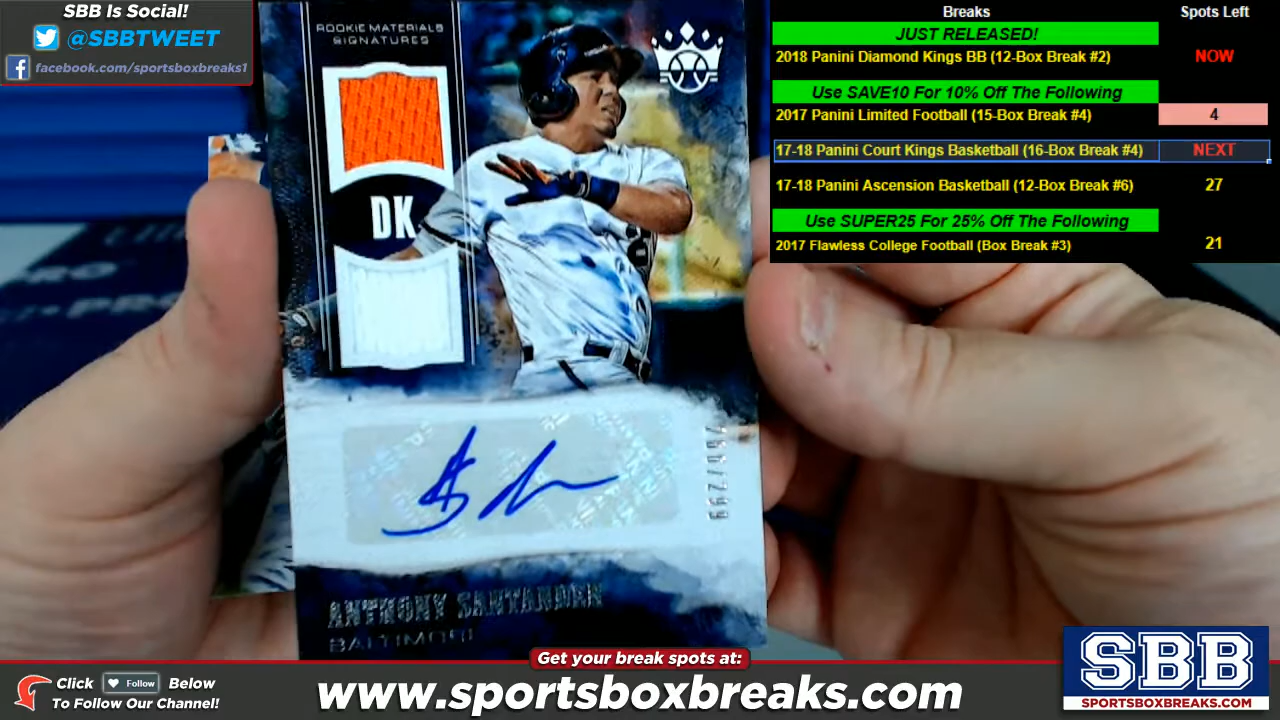 SBB Is Social!
@SBBTWEET
facebook.com/sportsboxbreaks1
ROOKIE MATERIALS
SIGNATURES
DK
/299
ANTHONY SANTANDER
BALTIMORE
Breaks Spots Left
JUST RELEASED!
2018 Panini Diamond Kings BB (12-Box Break #2) NOW
Use SAVE10 For 10% Off The Following
2017 Panini Limited Football (15-Box Break #4) 4
17-18 Panini Court Kings Basketball (16-Box Break #4) NEXT
17-18 Panini Ascension Basketball (12-Box Break #6) 27
Use SUPER25 For 25% Off The Following
2017 Flawless College Football (Box Break #3) 21
Get your break spots at:
Click Follow Below
To Follow Our Channel!
www.sportsboxbreaks.com
SBB
SPORTSBOXBREAKS.COM